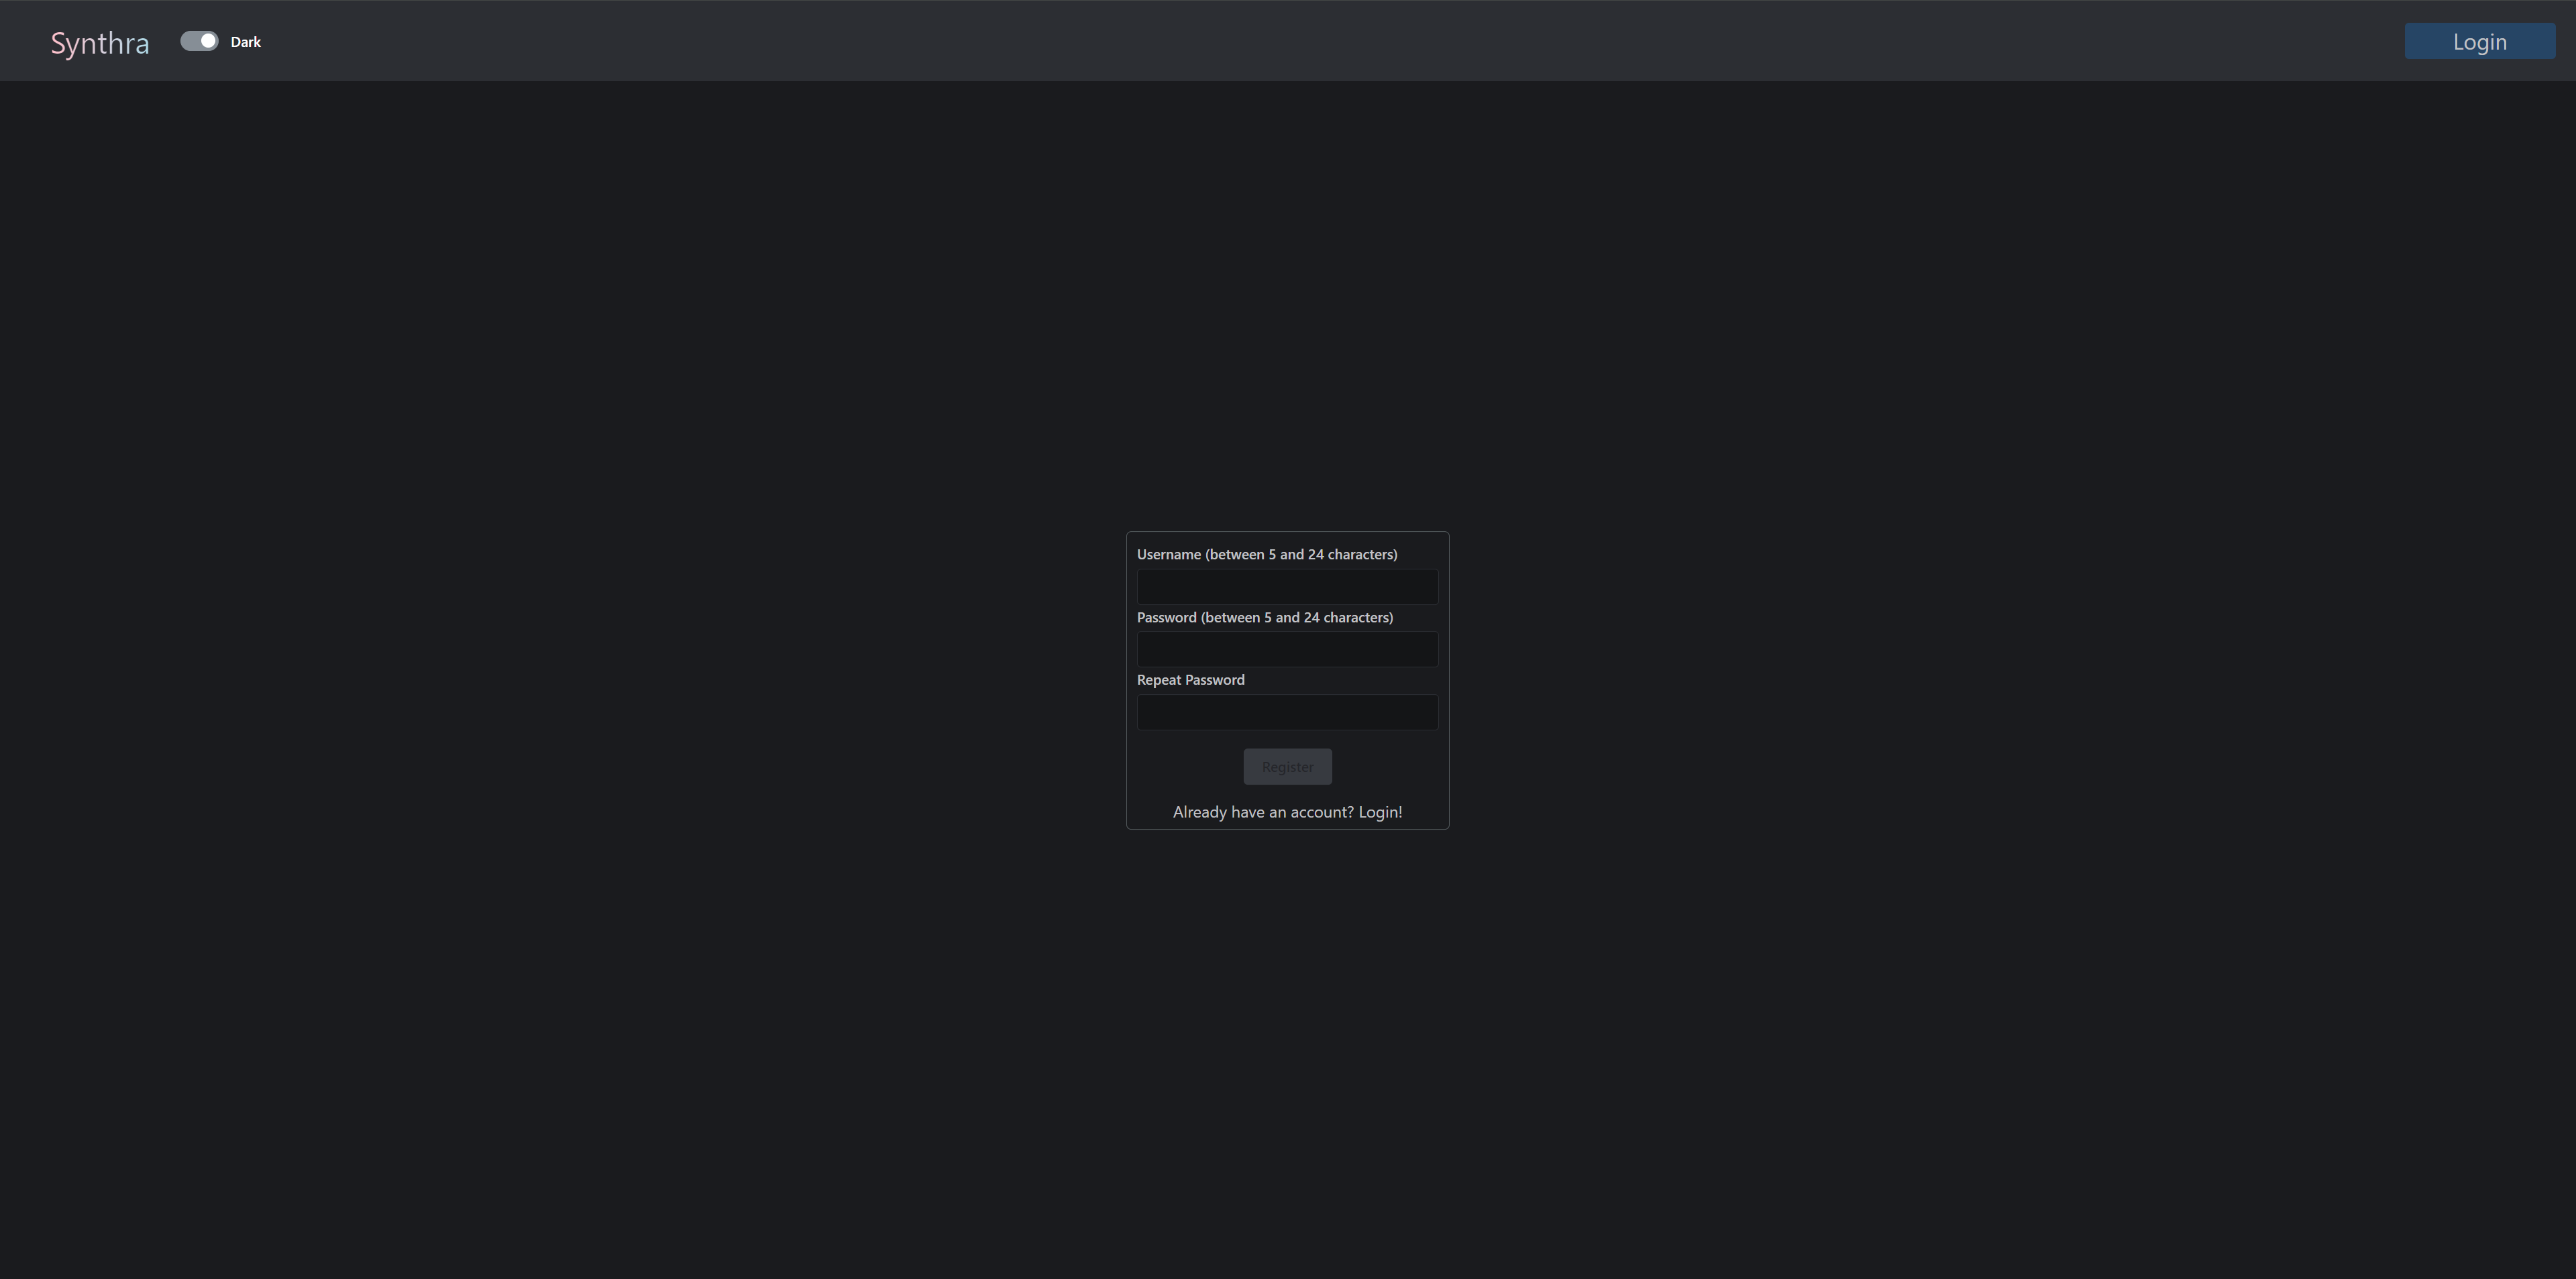 Synthra
Dark
Login
Username (between 5 and 24 characters)
Password (between 5 and 24 characters)
Repeat Password
Register
Already have an account? Login!